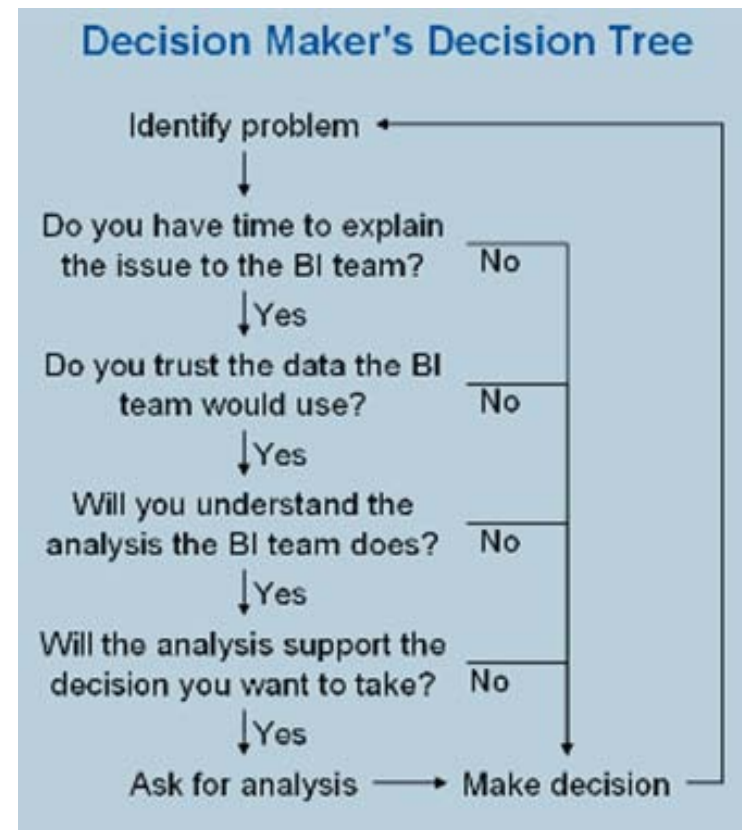 Decision Maker's Decision Tree
Identify problem
Do you have time to explain
the issue to the BI team?
No
Yes
Do you trust the data the BI
team would use?
No
Yes
Will you understand the
analysis the BI team does?
No
Yes
Will the analysis support the
decision you want to take?
No
Yes
Ask for analysis
Make decision